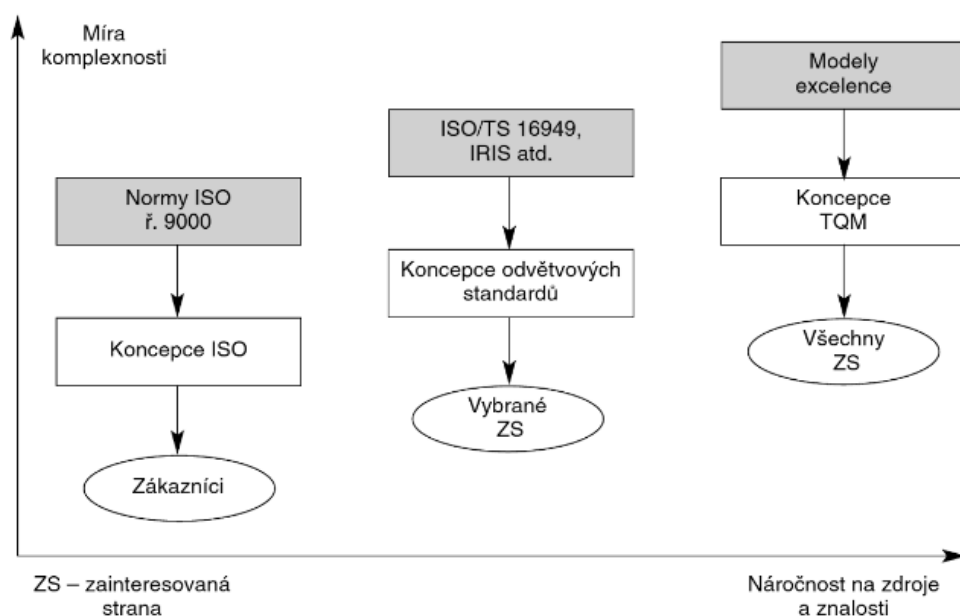 Míra
komplexnosti
Normy ISO
ř. 9000
Koncepce ISO
Zákazníci
ISO/TS 16949,
IRIS atd.
Koncepce odvětvových
standardů
Vybrané
ZS
Modely
excelence
Koncepce
TQM
Všechny
ZS
ZS – zainteresovaná
strana
Náročnost na zdroje
a znalosti